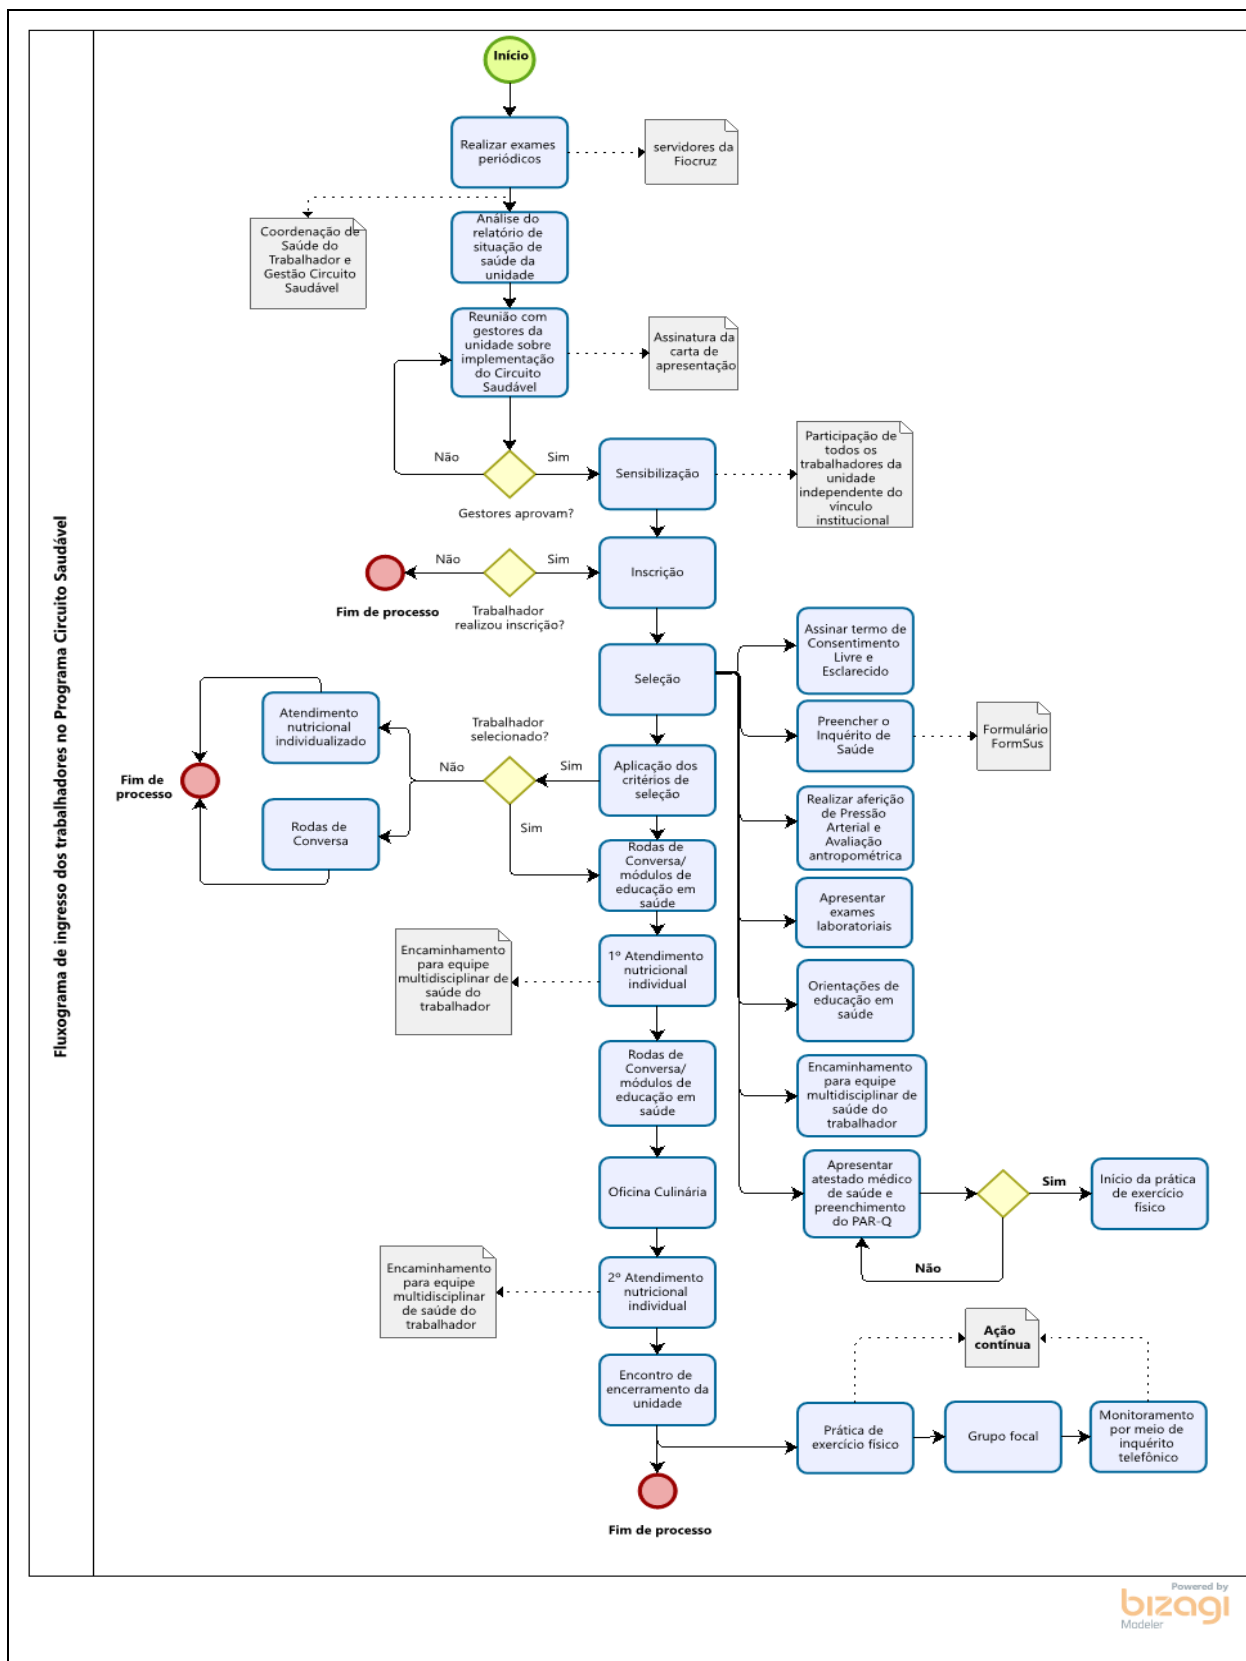 Fluxograma de ingresso dos trabalhadores no Programa Circuito Saudável
Início
Realizar exames
periódicos
servidores da
Fiocruz
Coordenação de
Saúde do
Trabalhador e
Gestão Circuito
Saudável
Análise do
relatório de
situação de
saúde da
unidade
Reunião com
gestores da
unidade sobre
implementação
do Circuito
Saudável
Assinatura da
carta de
apresentação
Não
Sim
Gestores aprovam?
Sensibilização
Participação de
todos os
trabalhadores da
unidade
independente do
vínculo
institucional
Fim de processo
Não
Sim
Trabalhador
realizou inscrição?
Inscrição
Seleção
Assinar termo de
Consentimento
Livre e
Esclarecido
Preencher o
Inquérito de
Saúde
Formulário
FormSus
Atendimento
nutricional
individualizado
Trabalhador
selecionado?
Fim de
processo
Não
Sim
Sim
Aplicação dos
critérios de
seleção
Realizar aferição
de Pressão
Arterial e
Avaliação
antropométrica
Rodas de
Conversa
Rodas de
Conversa/
módulos de
educação em
saúde
Apresentar
exames
laboratoriais
Encaminhamento
para equipe
multidisciplinar de
saúde do
trabalhador
1º Atendimento
nutricional
individual
Orientações de
educação em
saúde
Rodas de
Conversa/
módulos de
educação em
saúde
Encaminhamento
para equipe
multidisciplinar de
saúde do
trabalhador
Oficina Culinária
Apresentar
atestado médico
de saúde e
preenchimento
do PAR-Q
Sim
Não
Início da prática
de exercício
físico
Encaminhamento
para equipe
multidisciplinar
de saúde do
trabalhador
2º Atendimento
nutricional
individual
Encontro de
encerramento da
unidade
Ação
contínua
Prática de
exercício físico
Grupo focal
Monitoramento
por meio de
inquérito
telefônico
Fim de processo
Powered by
bizagi
Modeler